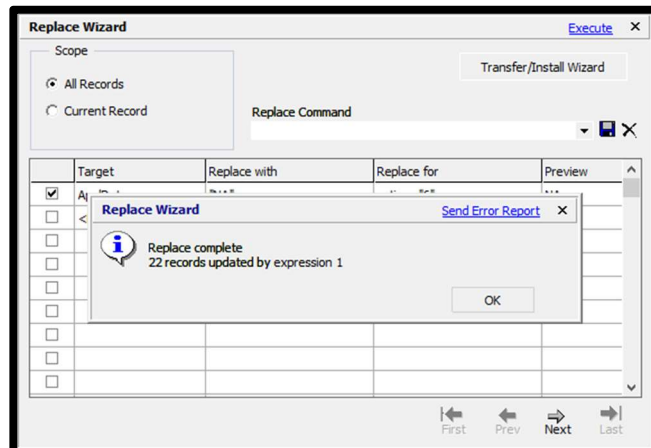 Replace Wizard Execute X
Scope
All Records
Current Record
Transfer/Install Wizard
Replace Command
Target Replace with Replace for Preview
Replace Wizard Send Error Report X
Replace complete
22 records updated by expression 1
OK
First Prev Next Last